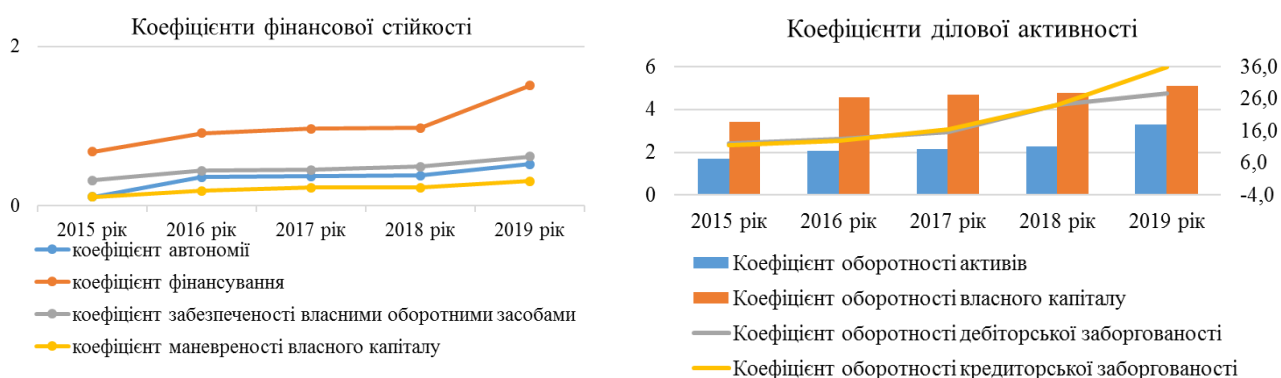 Коефіцієнти фінансової стійкості
2
0
2015 рік 2016 рік 2017 рік 2018 рік 2019 рік
коефіцієнт автономії
коефіцієнт фінансування
коефіцієнт забезпеченості власними оборотними засобами
коефіцієнт маневреності власного капіталу
Коефіцієнти ділової активності
6 36,0
4 26,0
16,0
2 6,0
0 -4,0
2015 рік 2016 рік 2017 рік 2018 рік 2019 рік
Коефіцієнт оборотності активів
Коефіцієнт оборотності власного капіталу
Коефіцієнт оборотності дебіторської заборгованості
Коефіцієнт оборотності кредиторської заборгованості